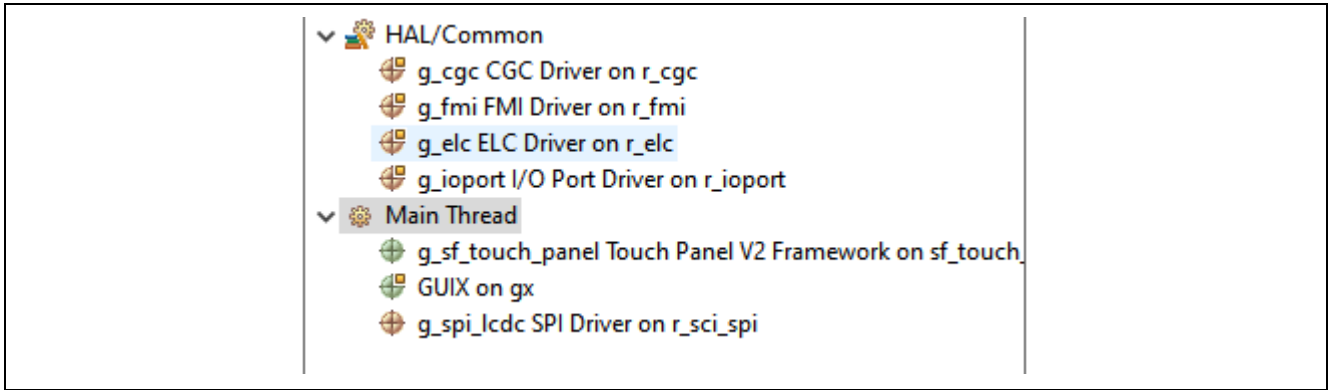 HAL/Common
g_cgc CGC Driver on r_cgc
g_fmi FMI Driver on r_fmi
g_elc ELC Driver on r_elc
g_ioport I/O Port Driver on r_ioport
Main Thread
g_sf_touch_panel Touch Panel V2 Framework on sf_touch_
GUIX on gx
g_spi_lcdc SPI Driver on r_sci_spi